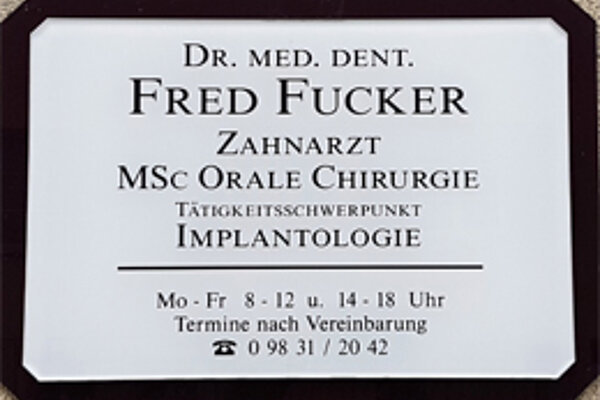 DR. MED. DENT.
FRED FUCKER
ZAHNARZT
MSC ORALE CHIRURGIE
TÄTIGKEITSSCHWERPUNKT
IMPLANTOLOGIE
Mo - Fr 8 - 12 u. 14 - 18 Uhr
Termine nach Vereinbarung
☎ 0 98 31 / 20 42